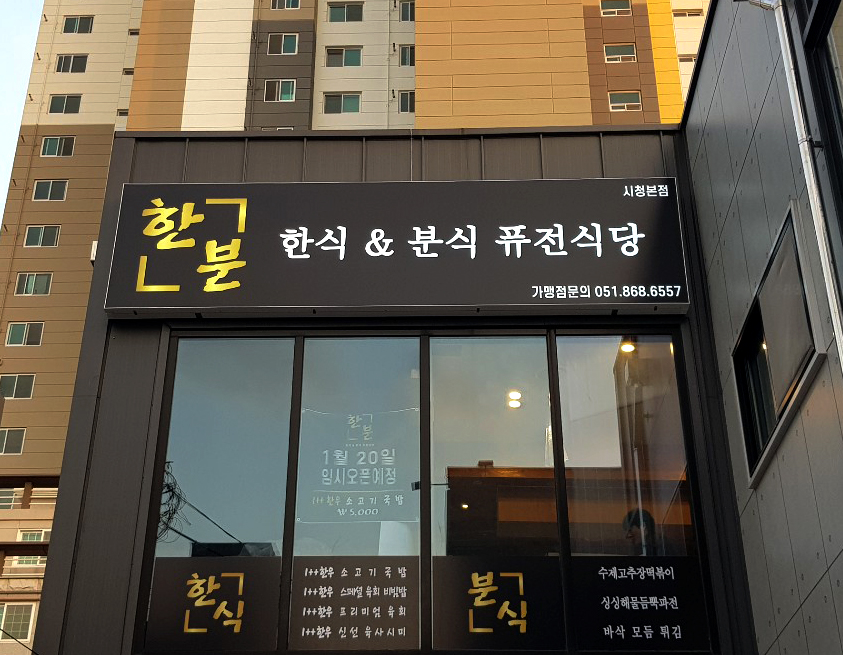 시청본점
한분
한식 & 분식 퓨전식당
가맹점문의 051.868.6557
한분
1월 20일
임시오픈예정
1++한우 소고기국밥
₩5,000
한식
1++한우 소고기국밥
1++한우 스페셜 육회 비빔밥
1++한우 프리미엄 육회
1++한우 신선 육사시미
분식
수제고추장떡볶이
싱싱해물듬뿍파전
바삭 모듬 튀김